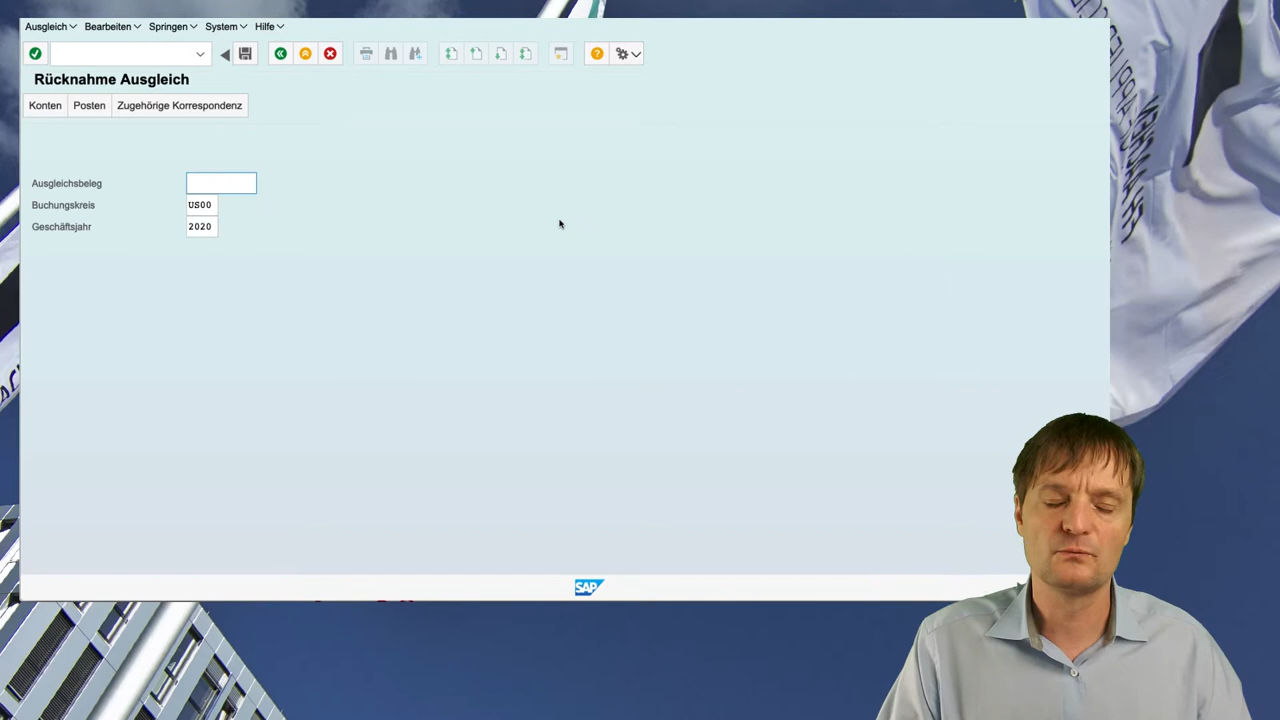 Ausgleich Bearbeiten Springen System Hilfe
Rücknahme Ausgleich
Konten Posten Zugehörige Korrespondenz
Ausgleichsbeleg
Buchungskreis US00
Geschäftsjahr 2020
SAP